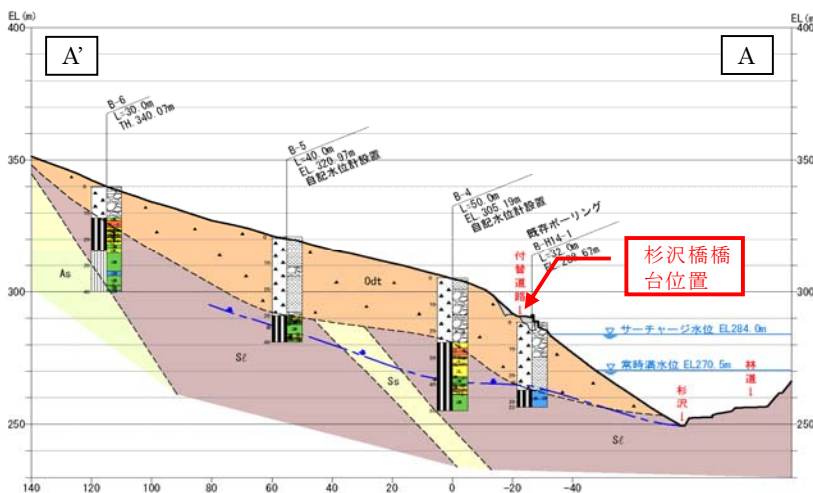 EL(m)
EL(m)
400
400
A'
A
B-6
L=30.0m
TH.340.07m
B-5
L=40.0m
EL.320.97m
自記水位計設置
B-4
L=50.0m
EL.305.19m
自記水位計設置
既存ボーリング
B-H14-1
L=32.0m
付替道路
杉沢橋橋
台位置
350
350
As
Odt
300
300
サーチャージ水位 EL284.0m
常時満水位EL270.5m
Sℓ
Ss
杉沢
林道
Sℓ
250
250
140
120
100
80
60
40
20
0
-20
-40